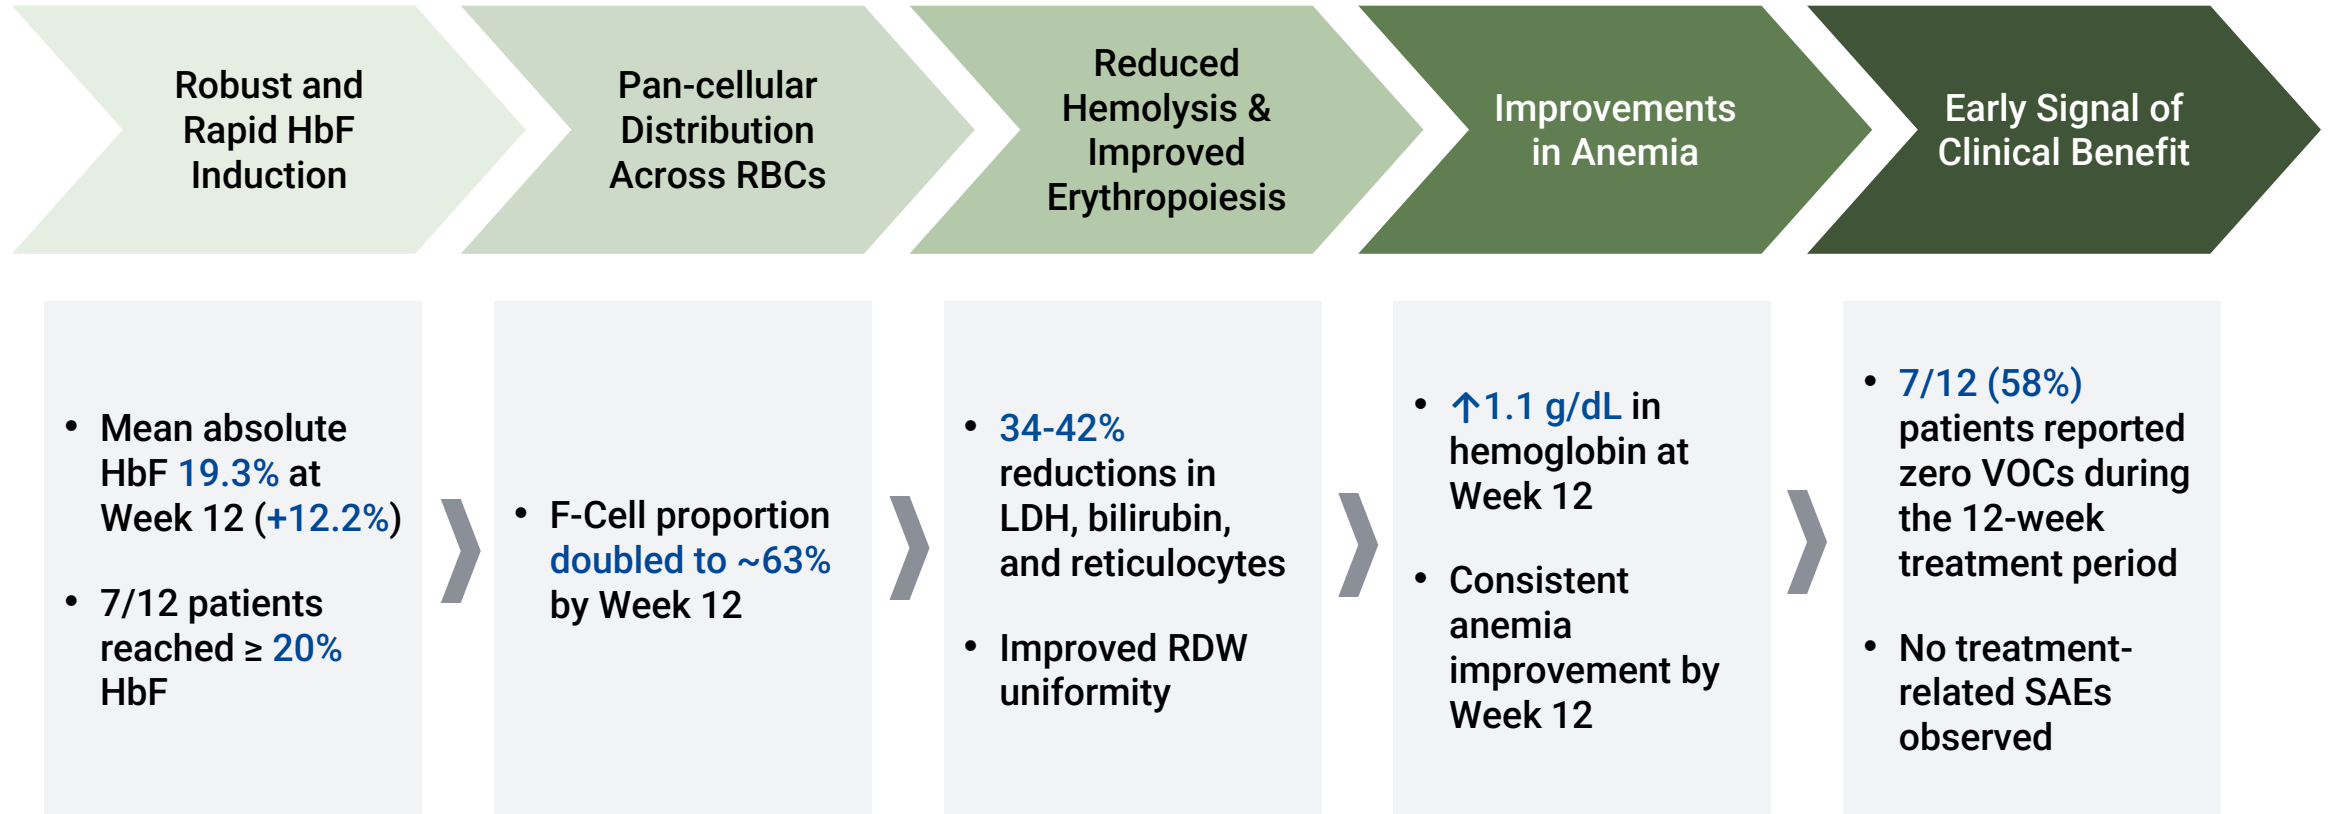 Robust and
Rapid HbF
Induction
Pan-cellular
Distribution
Across RBCs
Reduced
Hemolysis &
Improved
Erythropoiesis
Improvements
in Anemia
Early Signal of
Clinical Benefit
• Mean absolute
HbF 19.3% at
Week 12 (+12.2%)
• 7/12 patients
reached ≥ 20%
HbF
• F-Cell proportion
doubled to ~63%
by Week 12
• 34-42%
reductions in
LDH, bilirubin,
and reticulocytes
• Improved RDW
uniformity
• ↑1.1 g/dL in
hemoglobin at
Week 12
• Consistent
anemia
improvement by
Week 12
• 7/12 (58%)
patients reported
zero VOCs during
the 12-week
treatment period
• No treatment-
related SAEs
observed